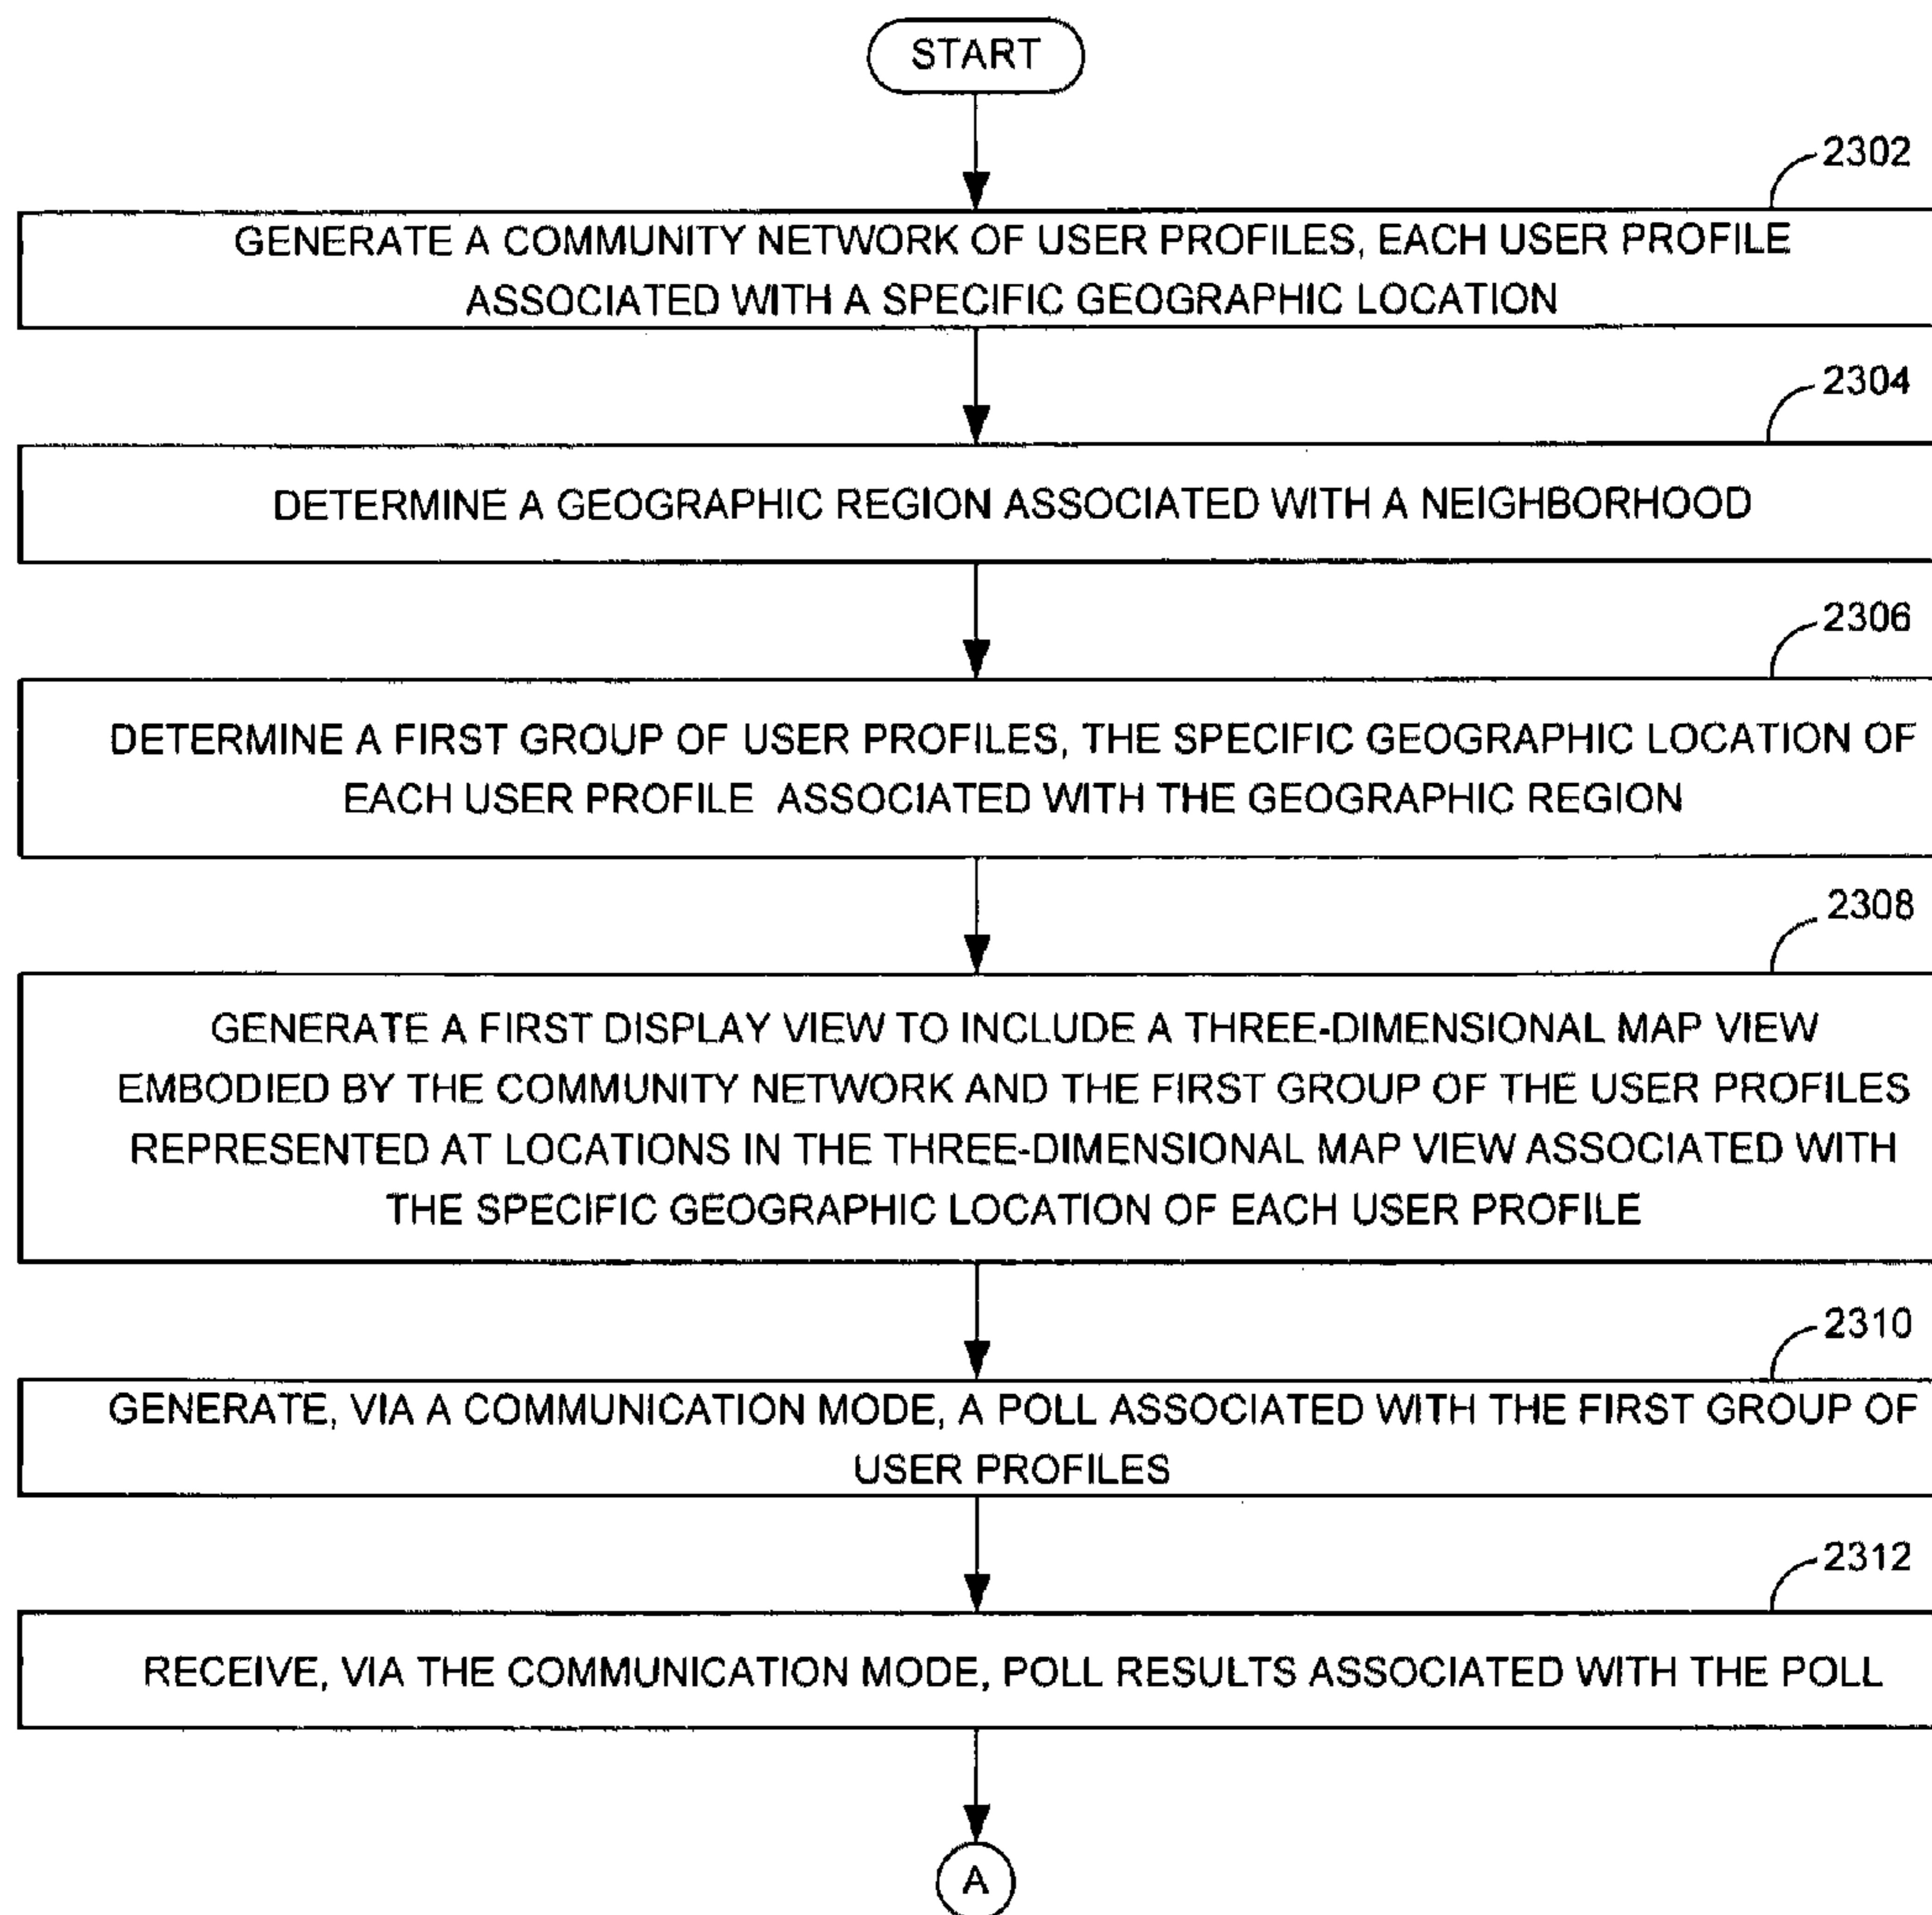 START
2302
GENERATE A COMMUNITY NETWORK OF USER PROFILES, EACH USER PROFILE
ASSOCIATED WITH A SPECIFIC GEOGRAPHIC LOCATION
2304
DETERMINE A GEOGRAPHIC REGION ASSOCIATED WITH A NEIGHBORHOOD
2306
DETERMINE A FIRST GROUP OF USER PROFILES, THE SPECIFIC GEOGRAPHIC LOCATION OF
EACH USER PROFILE ASSOCIATED WITH THE GEOGRAPHIC REGION
2308
GENERATE A FIRST DISPLAY VIEW TO INCLUDE A THREE-DIMENSIONAL MAP VIEW
EMBODIED BY THE COMMUNITY NETWORK AND THE FIRST GROUP OF THE USER PROFILES
REPRESENTED AT LOCATIONS IN THE THREE-DIMENSIONAL MAP VIEW ASSOCIATED WITH
THE SPECIFIC GEOGRAPHIC LOCATION OF EACH USER PROFILE
2310
GENERATE, VIA A COMMUNICATION MODE, A POLL ASSOCIATED WITH THE FIRST GROUP OF
USER PROFILES
2312
RECEIVE, VIA THE COMMUNICATION MODE, POLL RESULTS ASSOCIATED WITH THE POLL
A